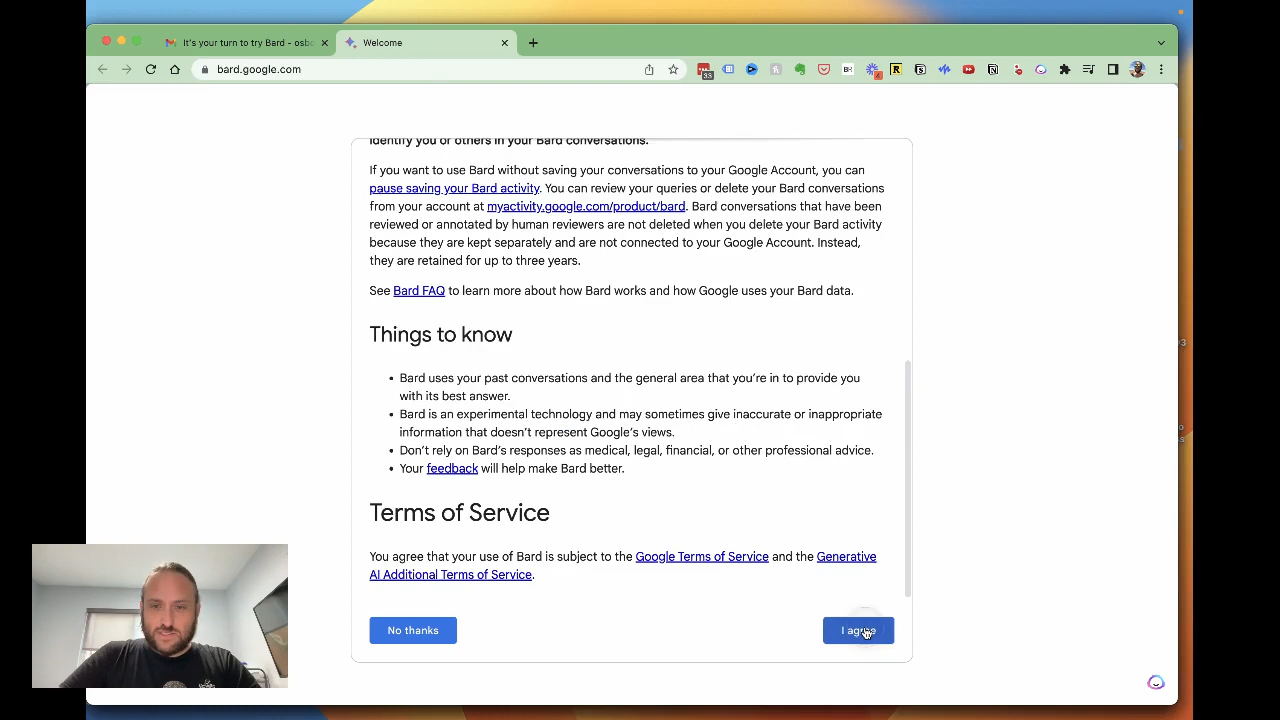 It's your turn to try Bard - osbo
Welcome
bard.google.com
33
BH
4
R
identify you or others in your Bard conversations.
If you want to use Bard without saving your conversations to your Google Account, you can
pause saving your Bard activity. You can review your queries or delete your Bard conversations
from your account at myactivity.google.com/product/bard. Bard conversations that have been
reviewed or annotated by human reviewers are not deleted when you delete your Bard activity
because they are kept separately and are not connected to your Google Account. Instead,
they are retained for up to three years.
See Bard FAQ to learn more about how Bard works and how Google uses your Bard data.
Things to know
• Bard uses your past conversations and the general area that you're in to provide you
with its best answer.
• Bard is an experimental technology and may sometimes give inaccurate or inappropriate
information that doesn't represent Google's views.
• Don't rely on Bard's responses as medical, legal, financial, or other professional advice.
• Your feedback will help make Bard better.
Terms of Service
You agree that your use of Bard is subject to the Google Terms of Service and the Generative
AI Additional Terms of Service.
No thanks
I agree